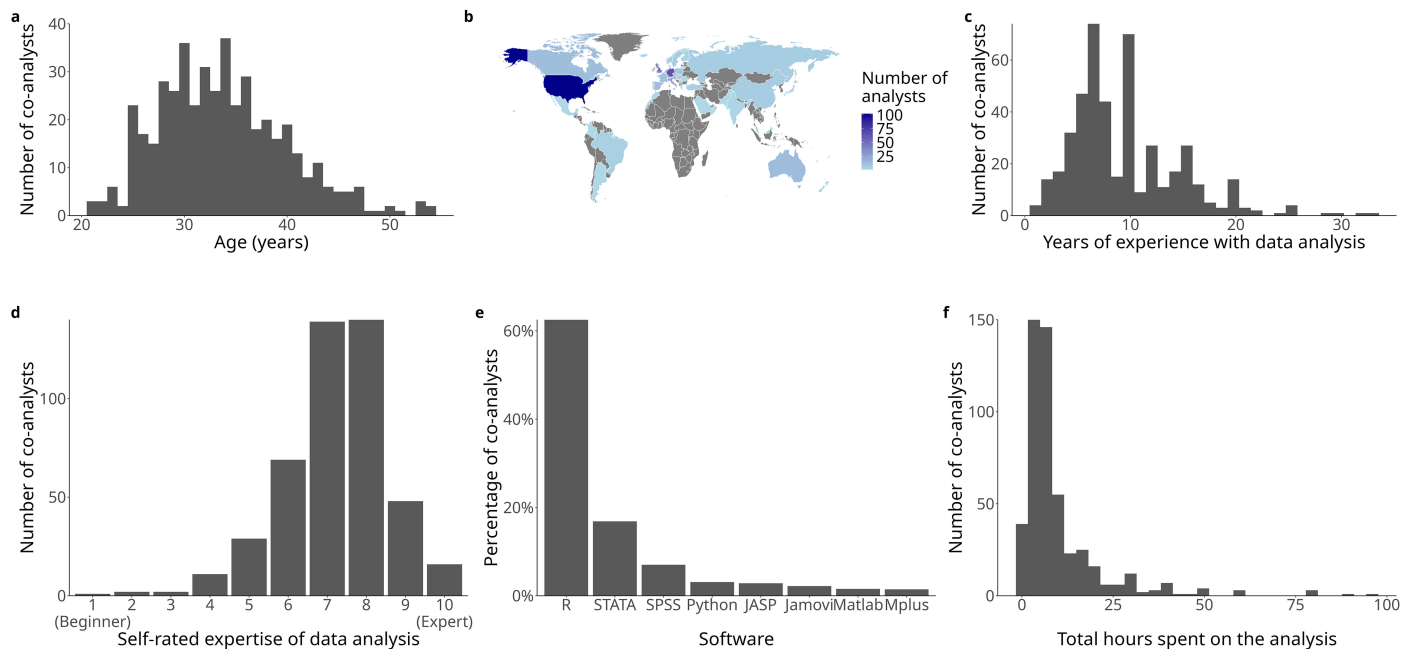 a
Number of co-analysts
40
30
20
10
0
20 30 40 50
Age (years)
b
Number of
analysts
100
75
50
25
c
Number of co-analysts
60
40
20
0
0 10 20 30
Years of experience with data analysis
d
Number of co-analysts
100
50
0
1 2 3 4 5 6 7 8 9 10
(Beginner) (Expert)
Self-rated expertise of data analysis
e
Percentage of co-analysts
60%
40%
20%
0%
R STATA SPSS Python JASP Jamovi Matlab Mplus
Software
f
Number of co-analysts
150
100
50
0
0 25 50 75 100
Total hours spent on the analysis